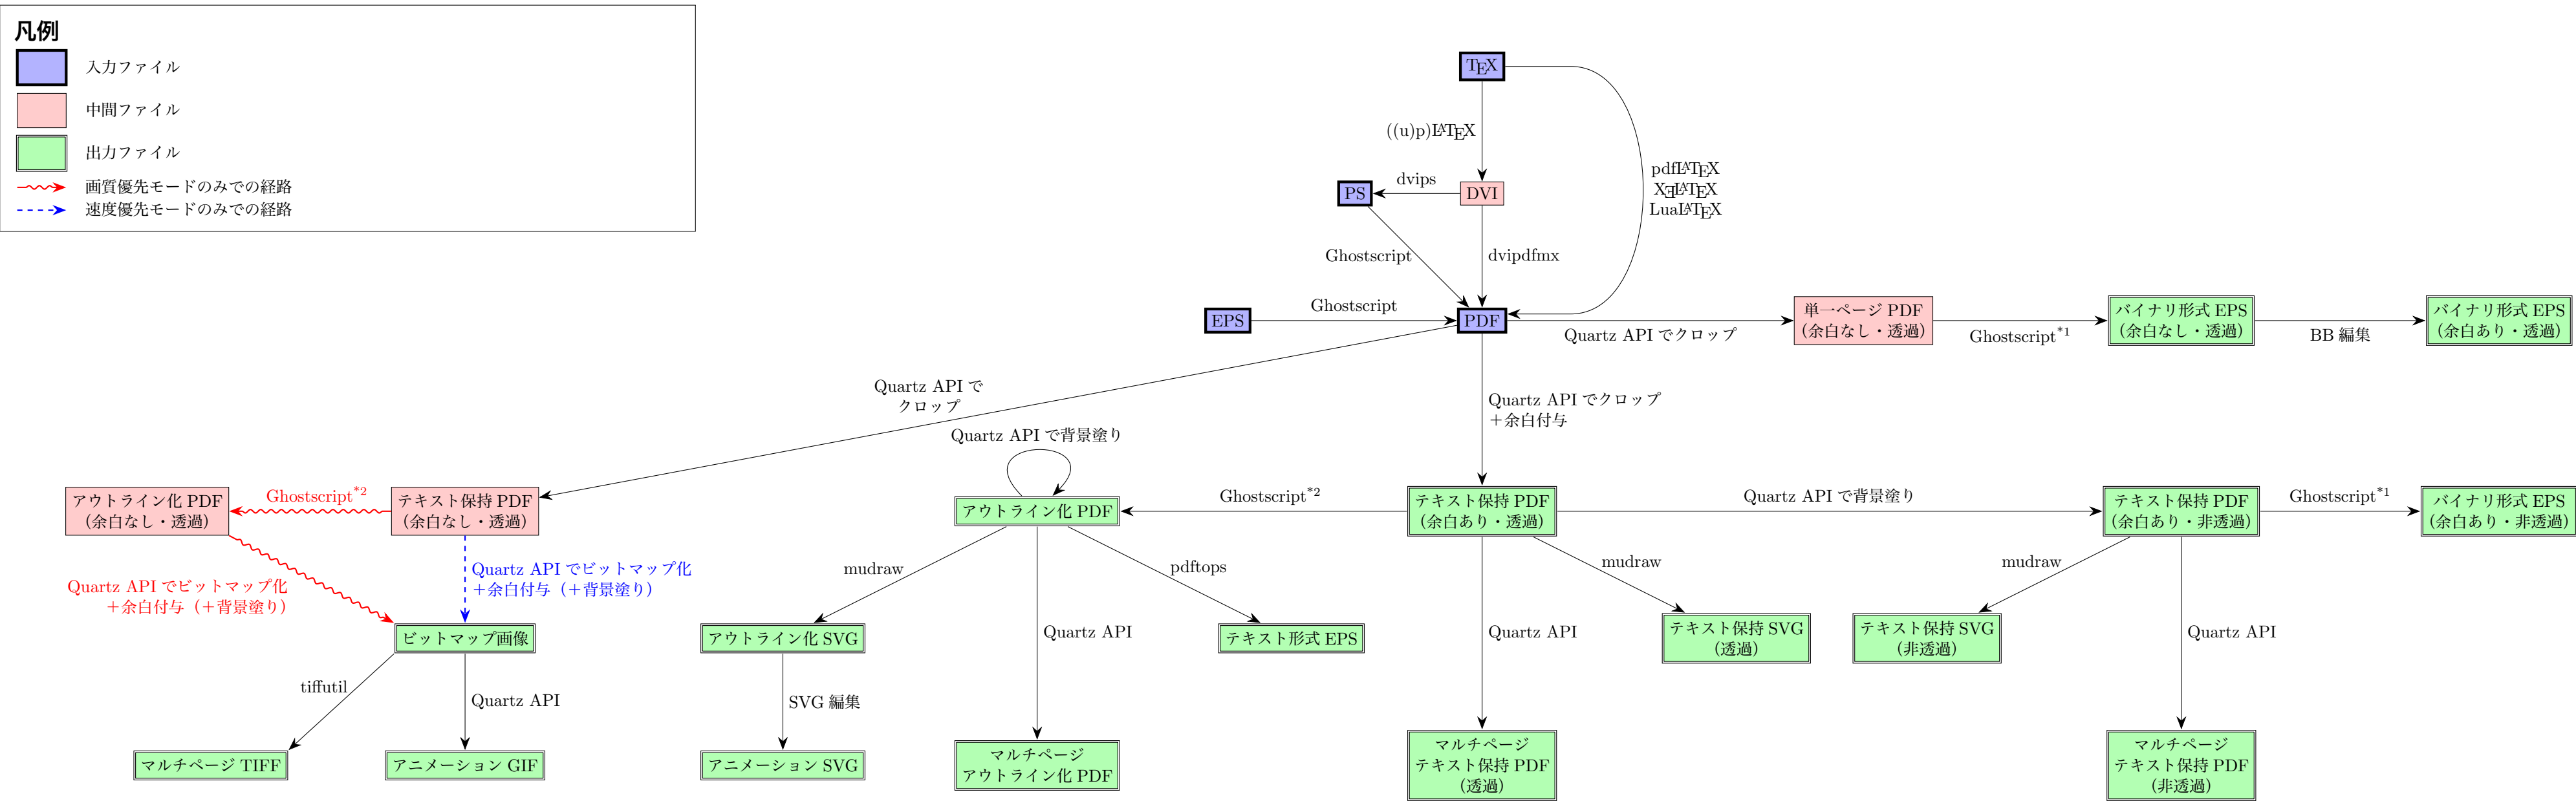 凡例
入力ファイル
中間ファイル
出力ファイル
画質優先モードのみでの経路
速度優先モードのみでの経路
TEX
((u)p)LATEX
pdfLATEX
XƎLATEX
LuaLATEX
dvips
PS
DVI
Ghostscript
dvipdfmx
EPS
Ghostscript
PDF
Quartz API でクロップ
単一ページ PDF
(余白なし・透過)
Ghostscript*1
バイナリ形式 EPS
(余白なし・透過)
BB 編集
バイナリ形式 EPS
(余白あり・透過)
Quartz API で
クロップ
Quartz API でクロップ
＋余白付与
Quartz API で背景塗り
アウトライン化 PDF
(余白なし・透過)
Ghostscript*2
テキスト保持 PDF
(余白なし・透過)
アウトライン化 PDF
Ghostscript*2
テキスト保持 PDF
(余白あり・透過)
Quartz API で背景塗り
テキスト保持 PDF
(余白あり・非透過)
Ghostscript*1
バイナリ形式 EPS
(余白あり・非透過)
Quartz API でビットマップ化
＋余白付与（＋背景塗り）
Quartz API でビットマップ化
＋余白付与（＋背景塗り）
mudraw
pdftops
mudraw
mudraw
ビットマップ画像
アウトライン化 SVG
Quartz API
テキスト形式 EPS
Quartz API
テキスト保持 SVG
(透過)
テキスト保持 SVG
(非透過)
Quartz API
tiffutil
Quartz API
SVG 編集
マルチページ TIFF
アニメーション GIF
アニメーション SVG
マルチページ
アウトライン化 PDF
マルチページ
テキスト保持 PDF
(透過)
マルチページ
テキスト保持 PDF
(非透過)